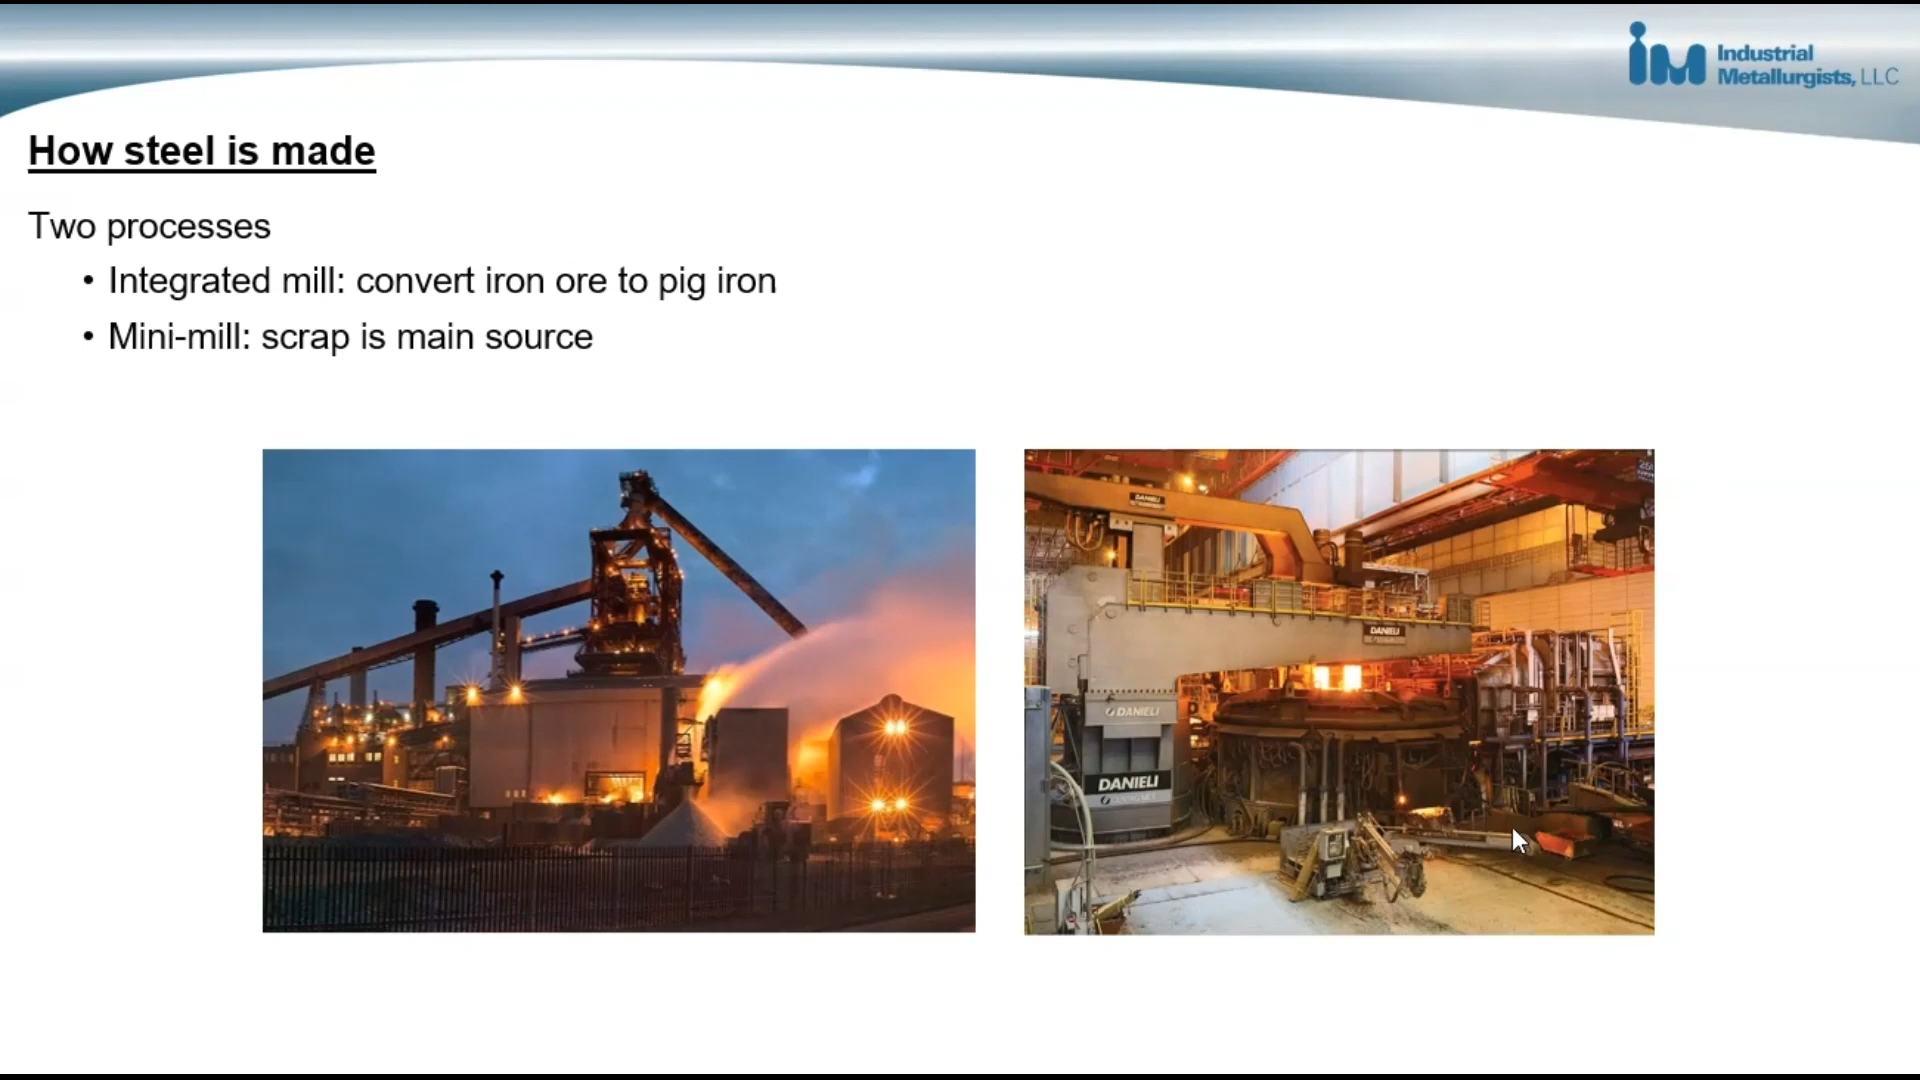 Industrial
Metallurgists, LLC
How steel is made
Two processes
• Integrated mill: convert iron ore to pig iron
• Mini-mill: scrap is main source
DANIELI
DANIELI
DANIELI
DANIELI